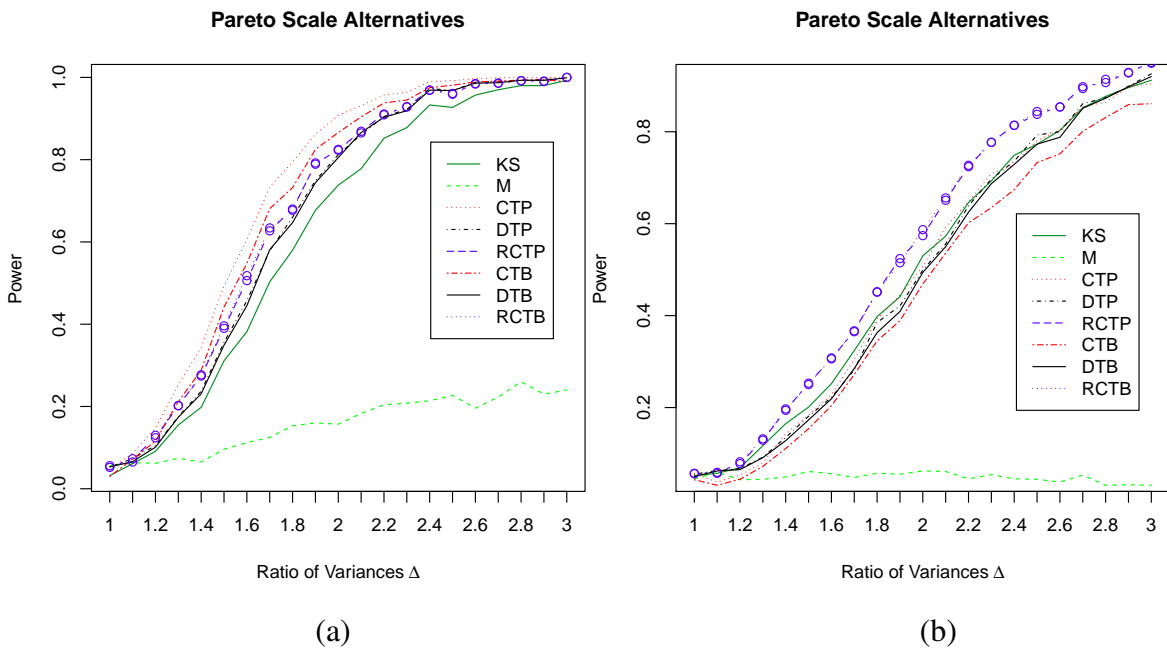 Pareto Scale Alternatives
Power
1.0
0.8
0.6
0.4
0.2
0.0
KS
M
CTP
DTP
RCTP
CTB
DTB
RCTB
1 1.2 1.4 1.6 1.8 2 2.2 2.4 2.6 2.8 3
Ratio of Variances Δ
(a)
Pareto Scale Alternatives
Power
0.8
0.6
0.4
0.2
KS
M
CTP
DTP
RCTP
CTB
DTB
RCTB
1 1.2 1.4 1.6 1.8 2 2.2 2.4 2.6 2.8 3
Ratio of Variances Δ
(b)